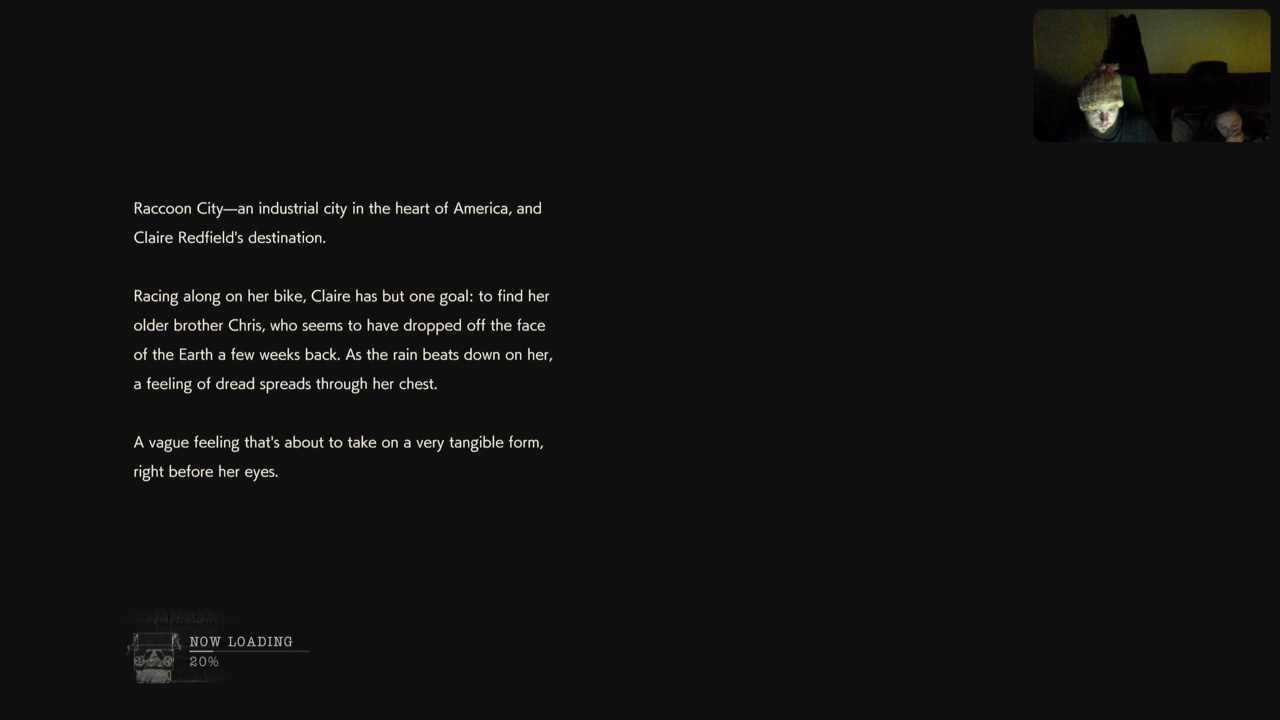 Raccoon City—an industrial city in the heart of America, and
Claire Redfield's destination.
Racing along on her bike, Claire has but one goal: to find her
older brother Chris, who seems to have dropped off the face
of the Earth a few weeks back. As the rain beats down on her,
a feeling of dread spreads through her chest.
A vague feeling that's about to take on a very tangible form,
right before her eyes.
NOW LOADING
20%